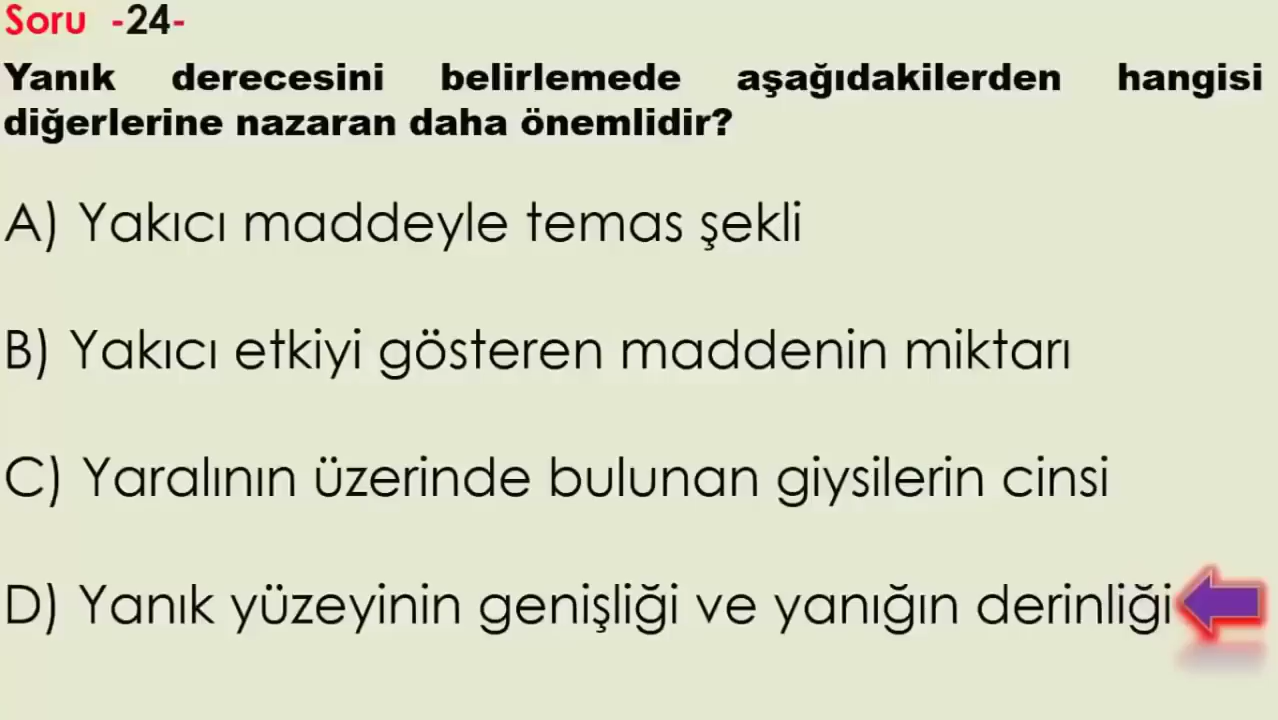 Soru -24-
Yanık derecesini belirlemede aşağıdakilerden hangisi
diğerlerine nazaran daha önemlidir?
A) Yakıcı maddeyle temas şekli
B) Yakıcı etkiyi gösteren maddenin miktarı
C) Yaralının üzerinde bulunan giysilerin cinsi
D) Yanık yüzeyinin genişliği ve yanığın derinliği